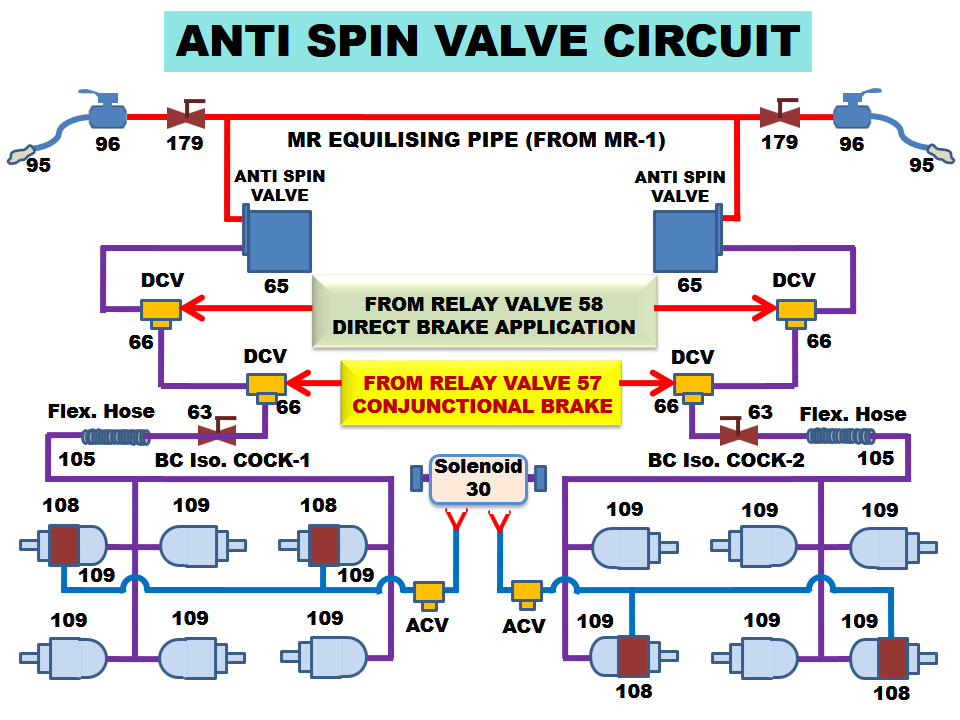 ANTI SPIN VALVE CIRCUIT
95
96
179
MR EQUILISING PIPE (FROM MR-1)
179
96
95
ANTI SPIN
VALVE
ANTI SPIN
VALVE
65
65
DCV
DCV
FROM RELAY VALVE 58
DIRECT BRAKE APPLICATION
66
66
DCV
DCV
FROM RELAY VALVE 57
CONJUNCTIONAL BRAKE
66
66
Flex. Hose
63
63
Flex. Hose
105
BC Iso. COCK-1
BC Iso. COCK-2
105
Solenoid
30
108
109
108
109
109
109
109
109
ACV
ACV
109
109
109
109
109
109
108
108